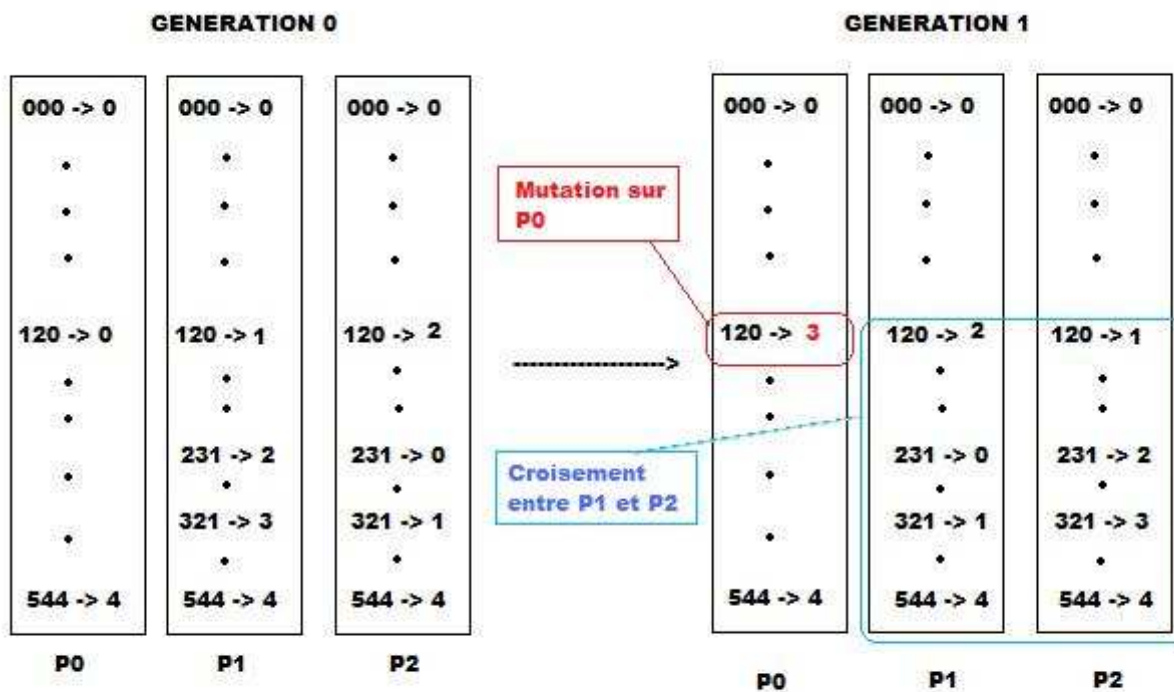 GENERATION 0
000 -> 0
120 -> 0
544 -> 4
P0
000 -> 0
120 -> 1
231 -> 2
321 -> 3
544 -> 4
P1
000 -> 0
120 -> 2
231 -> 0
321 -> 1
544 -> 4
P2
Mutation sur
P0
------------------>
Croisement
entre P1 et P2
GENERATION 1
000 -> 0
120 -> 3
544 -> 4
P0
000 -> 0
120 -> 2
231 -> 0
321 -> 1
544 -> 4
P1
000 -> 0
120 -> 1
231 -> 2
321 -> 3
544 -> 4
P2